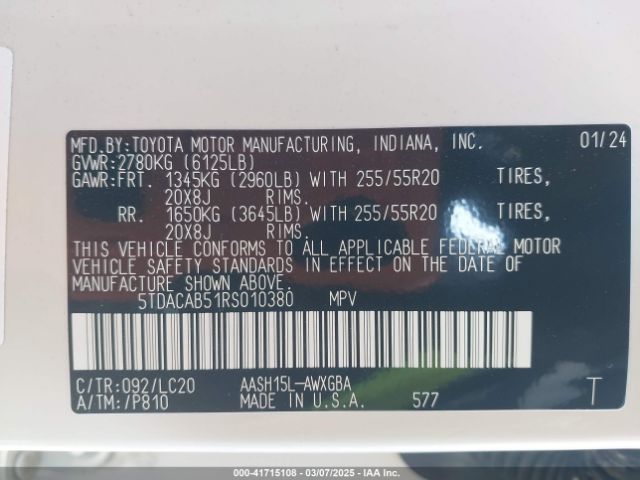 MFD.BY:TOYOTA MOTOR MANUFACTURING, INDIANA, INC. 01/24
GVWR:2780KG (6125LB)
GAWR:FRT. 1345KG (2960LB) WITH 255/55R20 TIRES,
20X8J RIMS.
RR. 1650KG (3645LB) WITH 255/55R20 TIRES,
20X8J RIMS.
THIS VEHICLE CONFORMS TO ALL APPLICABLE FEDERAL MOTOR
VEHICLE SAFETY STANDARDS IN EFFECT ON THE DATE OF
MANUFACTURE SHOWN ABOVE.
5TDACAB51RS010380 MPV
C/TR:092/LC20 AASH15L-AWXGBA
A/TM:/P810 MADE IN U.S.A. 577 T
000-41715108 — 03/07/2025 — IAA Inc.